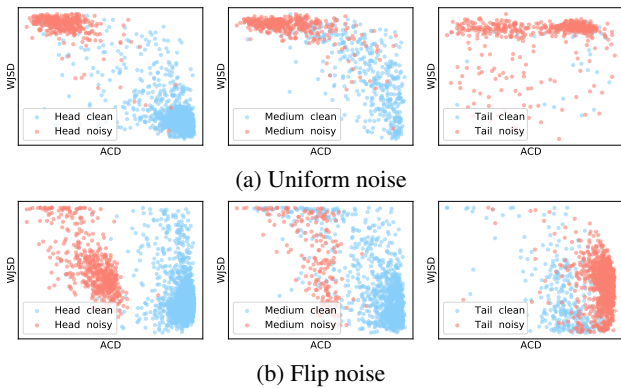 WJSD
Head clean
Head noisy
ACD
WJSD
Medium clean
Medium noisy
ACD
WJSD
Tail clean
Tail noisy
ACD
(a) Uniform noise
WJSD
Head clean
Head noisy
ACD
WJSD
Medium clean
Medium noisy
ACD
WJSD
Tail clean
Tail noisy
ACD
(b) Flip noise